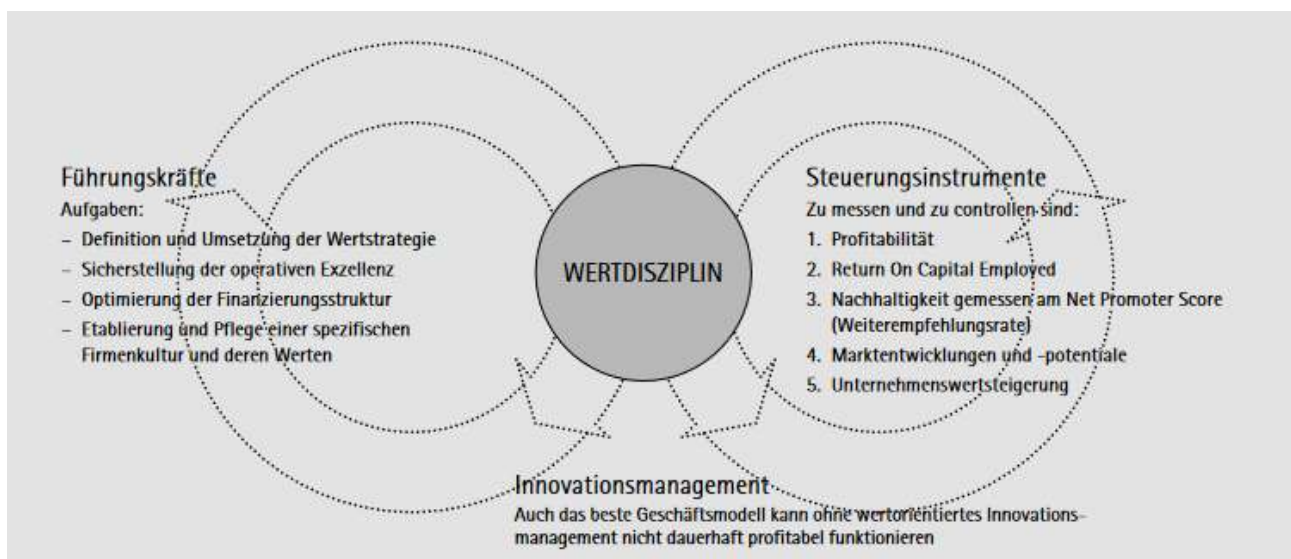 Führungskräfte
Aufgaben:
– Definition und Umsetzung der Wertstrategie
– Sicherstellung der operativen Exzellenz
– Optimierung der Finanzierungsstruktur
– Etablierung und Pflege einer spezifischen
Firmenkultur und deren Werten
WERTDISZIPLIN
Steuerungsinstrumente
Zu messen und zu controllen sind:
1. Profitabilität
2. Return On Capital Employed
3. Nachhaltigkeit gemessen am Net Promoter Score
(Weiterempfehlungsrate)
4. Marktentwicklungen und -potentiale
5. Unternehmenswertsteigerung
Innovationsmanagement
Auch das beste Geschäftsmodell kann ohne wertorientiertes Innovations-
management nicht dauerhaft profitabel funktionieren